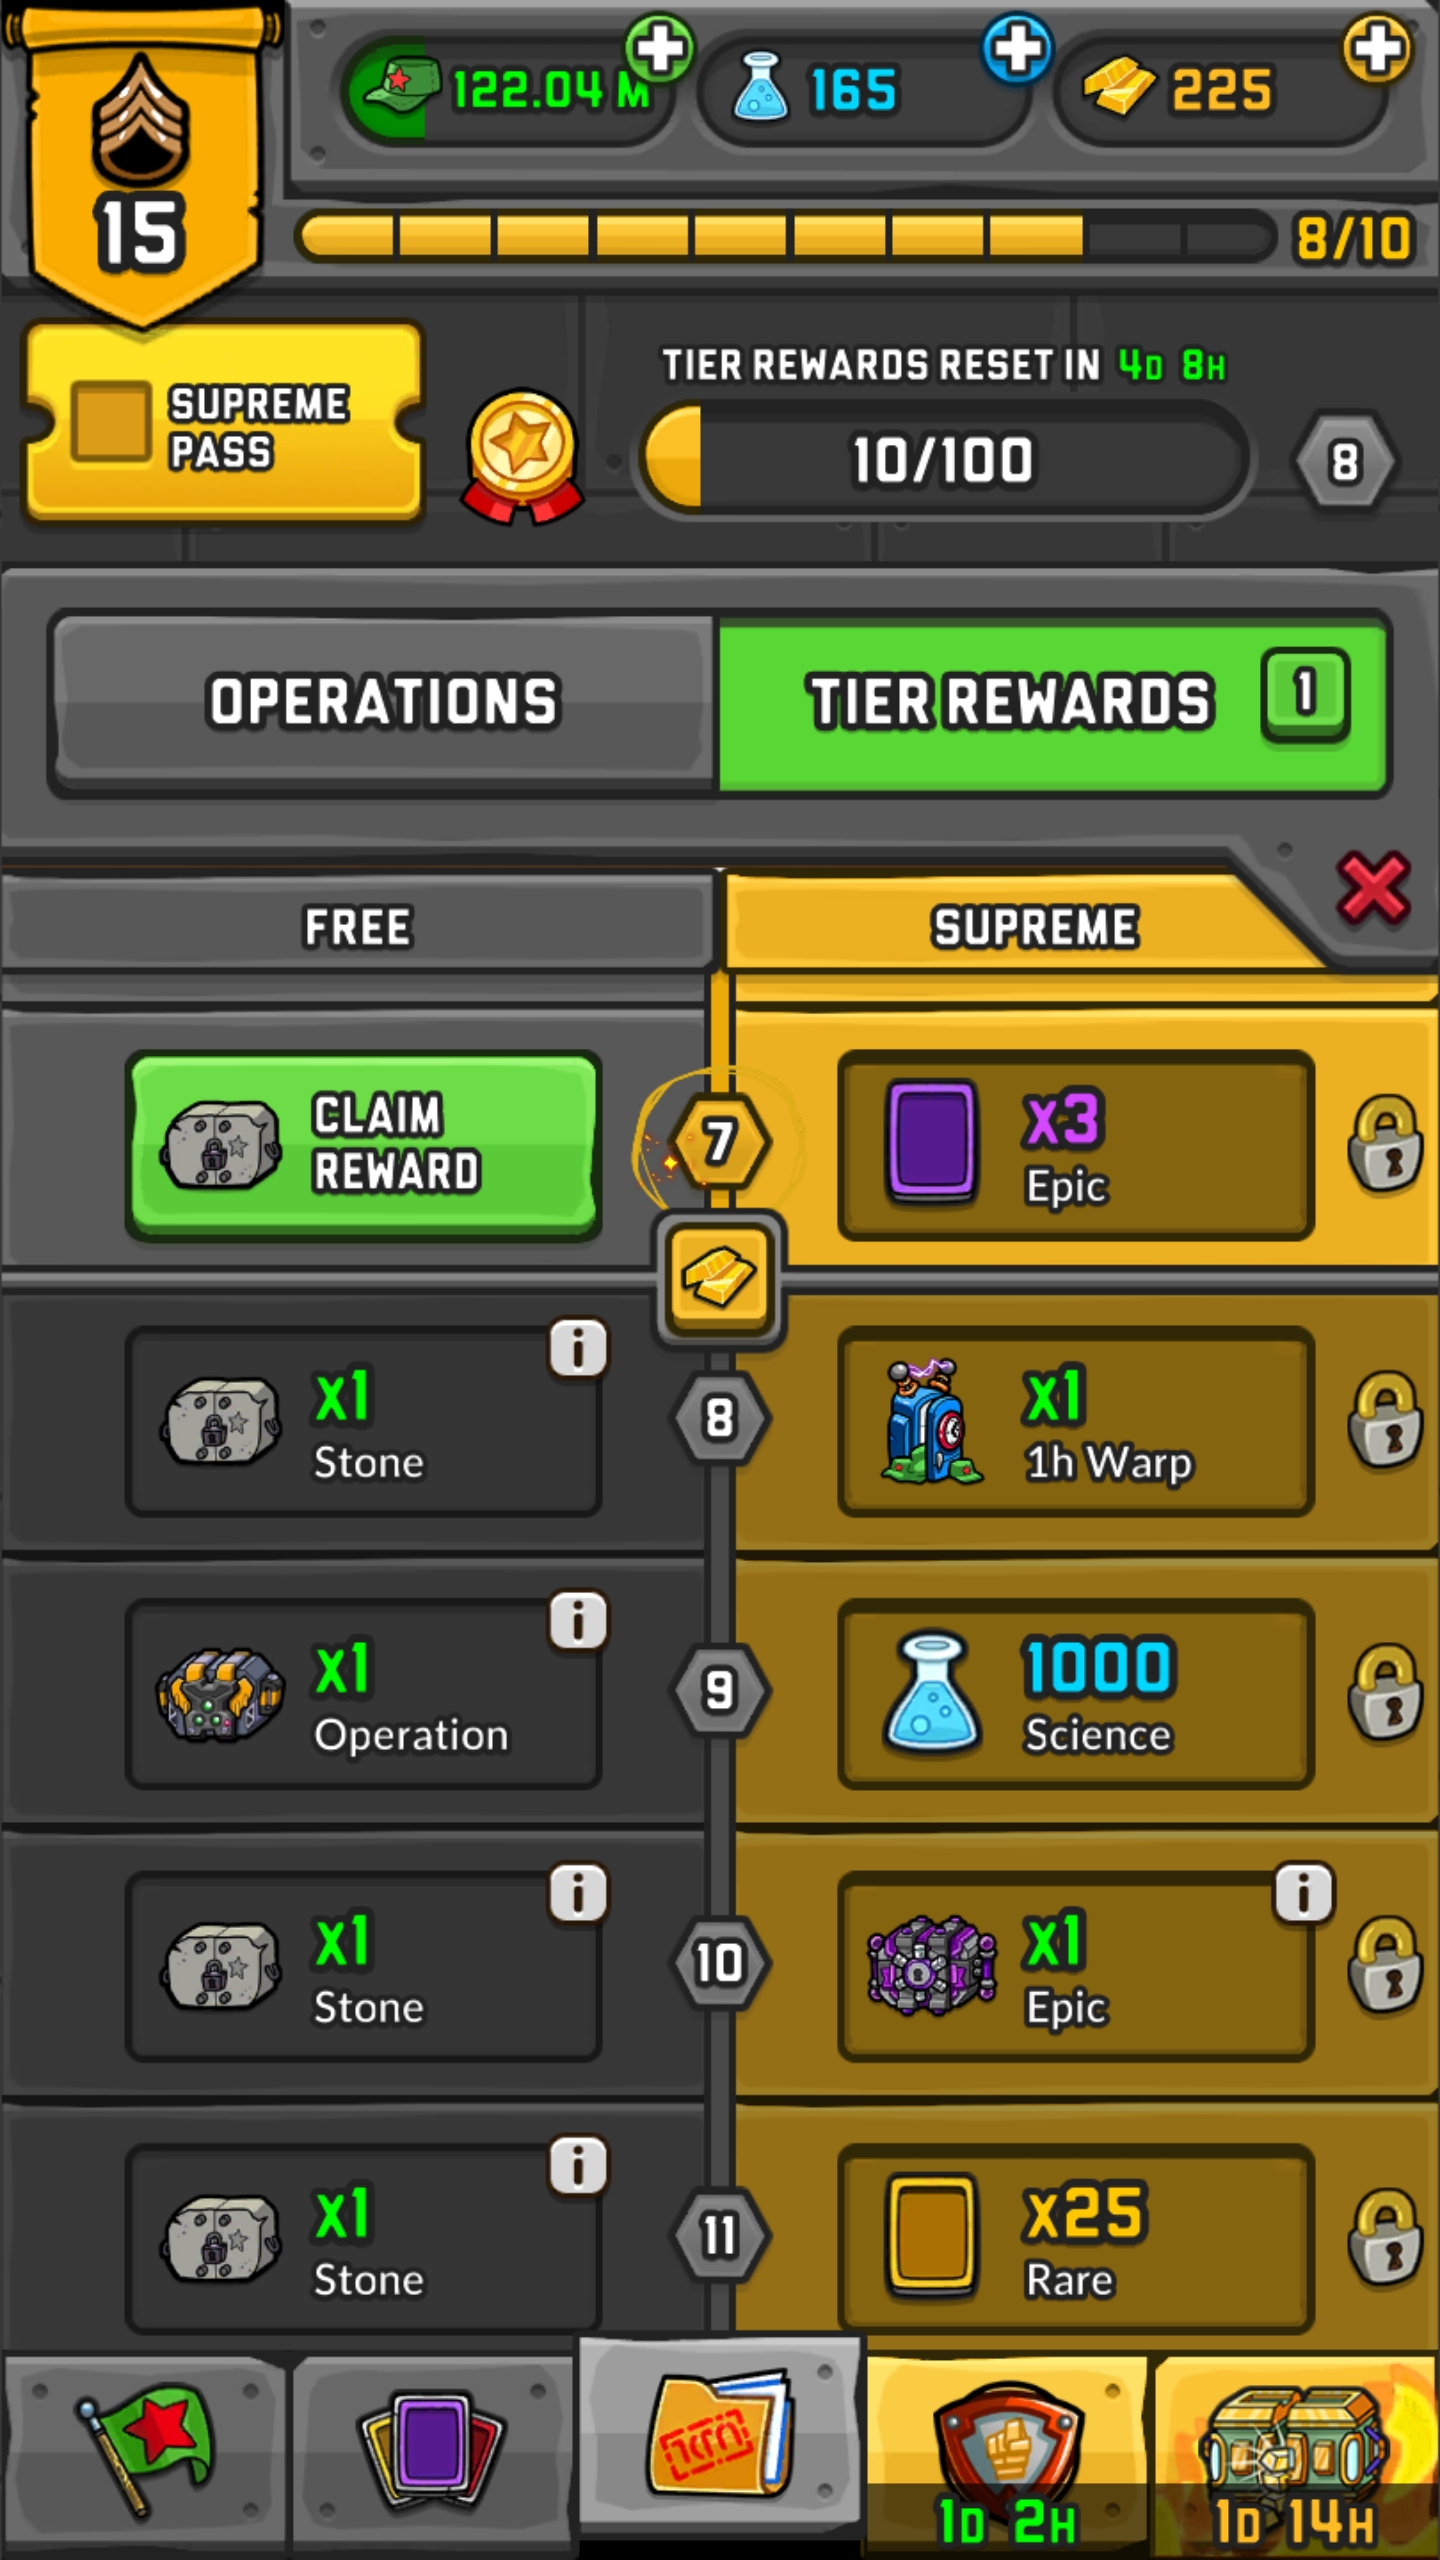 122.04 M
165
225
15
8/10
SUPREME
PASS
TIER REWARDS RESET IN 4D 8H
10/100
8
OPERATIONS
TIER REWARDS
1
FREE
SUPREME
CLAIM
REWARD
7
x3
Epic
x1
Stone
8
x1
1h Warp
x1
Operation
9
1000
Science
x1
Stone
10
x1
Epic
x1
Stone
11
x25
Rare
1D 2H
1D 14H